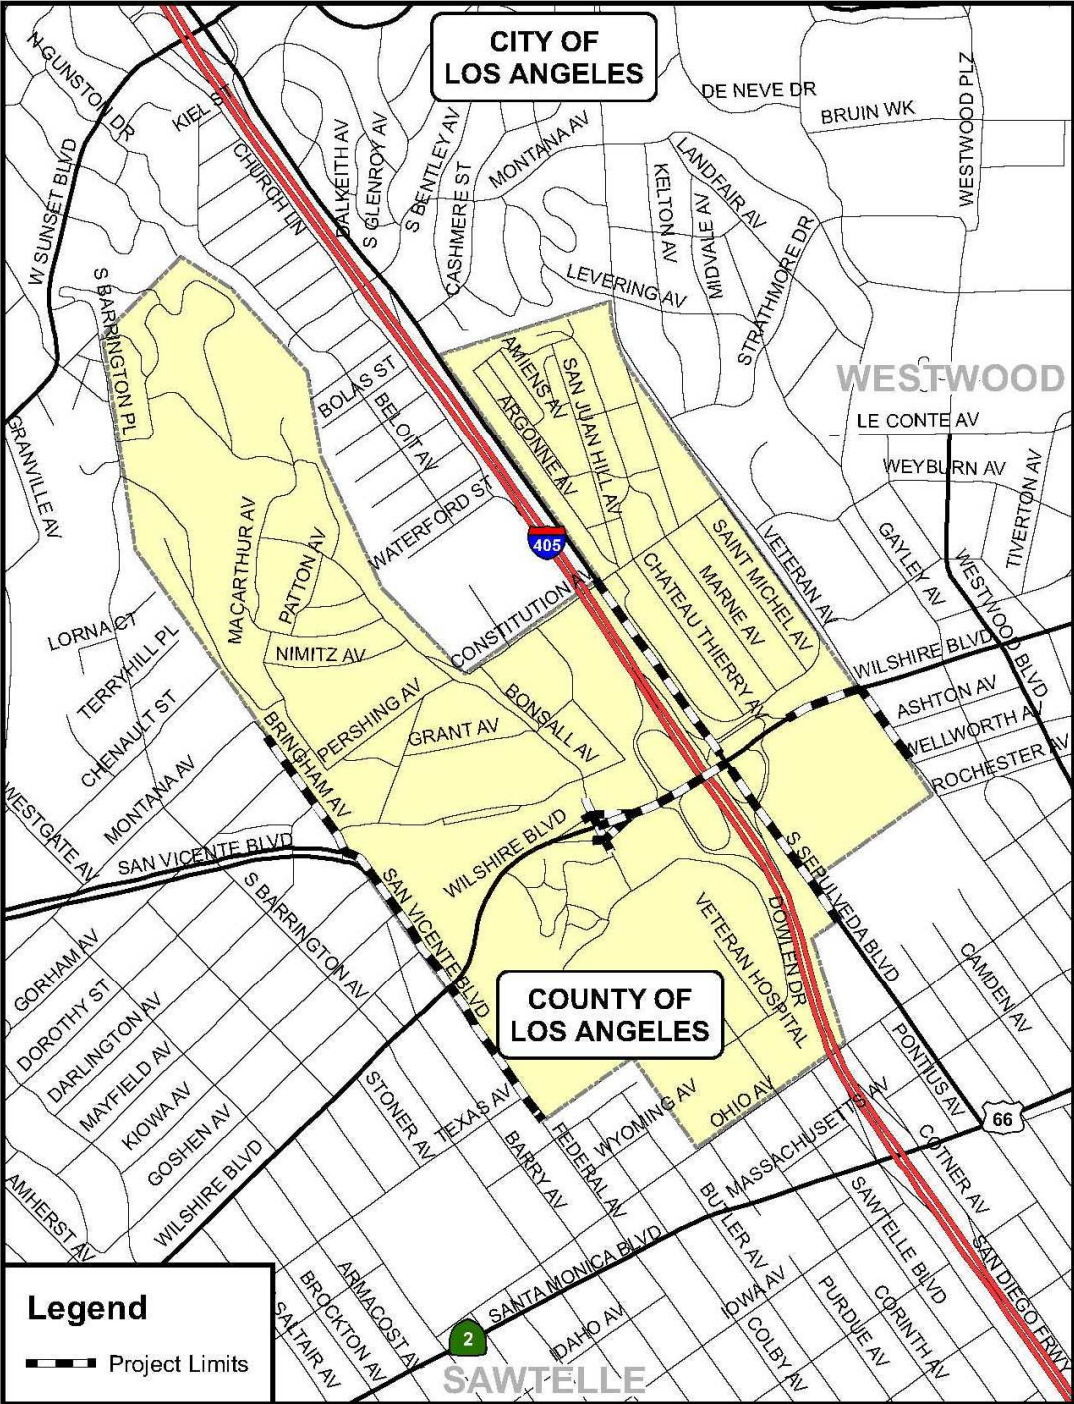 CITY OF
LOS ANGELES
N GUNSTON DR
KIEL S
W SUNSET BLVD
CHURCH LN
DALKEITH AV
S GLENROY AV
S BENTLEY AV
CASHMERE ST
MONTANA AV
DE NEVE DR
BRUIN WK
WESTWOOD PLZ
LANDFAIR AV
KELTON AV
MIDVALE AV
STRATHMORE DR
LEVERING AV
S BARRINGTON PL
GRANVILLE AV
BOLAS ST
BELOIT AV
WATERFORD ST
AMIENS AV
ARGONNE AV
SAN JUAN HILL AV
WESTWOOD
LE CONTE AV
WEYBURN AV
TIVERTON AV
GAYLEY AV
WESTWOOD BLVD
405
CONSTITUTION AV
MACARTHUR AV
PATTON AV
NIMITZ AV
CHATEAU THIERRY AV
MARNE AV
SAINT MICHEL AV
VETERAN AV
LORNA CT
TERRYHILL PL
CHENAULT ST
MONTANA AV
WESTGATE AV
BRINGHAM AV
PERSHING AV
GRANT AV
BONSALL AV
WILSHIRE BLVD
ASHTON AV
WELLWORTH AV
ROCHESTER AV
SAN VICENTE BLVD
WILSHIRE BLVD
S BARRINGTON AV
SAN VICENTE BLVD
S SEPULVEDA BLVD
DOWLEN DR
VETERAN HOSPITAL
COUNTY OF
LOS ANGELES
GORHAM AV
DOROTHY ST
DARLINGTON AV
MAYFIELD AV
KIOWA AV
GOSHEN AV
WILSHIRE BLVD
AMHERST AV
STONER AV
TEXAS AV
BARRY AV
FEDERAL AV
WYOMING AV
OHIO AV
MASSACHUSETTS AV
CAMDEN AV
PONTIUS AV
66
COTNER AV
BUTLER AV
SAWTELLE BLVD
SANTA MONICA BLVD
IOWA AV
IDAHO AV
COLBY AV
PURDUE AV
CORINTH AV
SAN DIEGO FRWY
SALTAIR AV
BROCKTON AV
ARMACOST AV
2
SAWTELLE
Legend
Project Limits